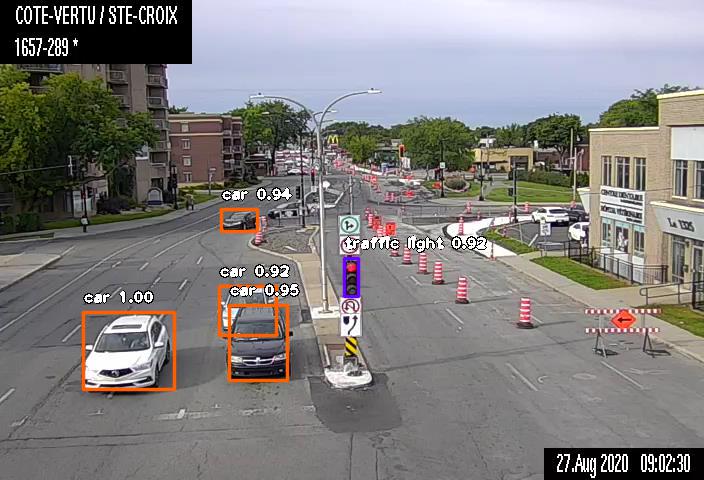 COTE-VERTU / STE-CROIX
1657-289 *
car 0.94
traffic light 0.92
car 0.92
car 0.95
car 1.00
27.Aug 2020 09:02:30